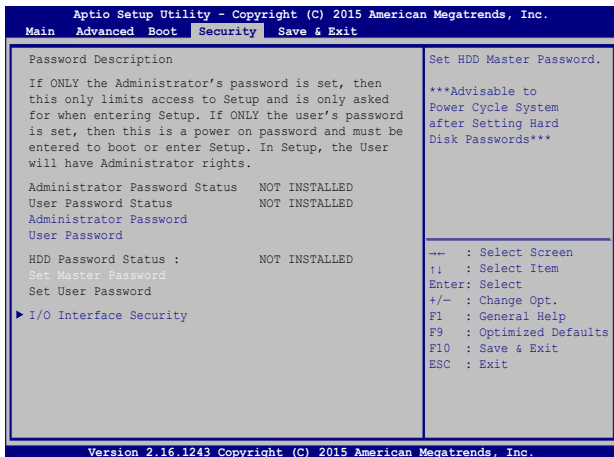 Aptio Setup Utility - Copyright (C) 2015 American Megatrends, Inc.
Main Advanced Boot Security Save & Exit
Password Description
If ONLY the Administrator's password is set, then
this only limits access to Setup and is only asked
for when entering Setup. If ONLY the user's password
is set, then this is a power on password and must be
entered to boot or enter Setup. In Setup, the User
will have Administrator rights.
Administrator Password Status NOT INSTALLED
User Password Status NOT INSTALLED
Administrator Password
User Password
HDD Password Status : NOT INSTALLED
Set Master Password
Set User Password
I/O Interface Security
Set HDD Master Password.
***Advisable to
Power Cycle System
after Setting Hard
Disk Passwords***
→← : Select Screen
↑↓ : Select Item
Enter: Select
+/— : Change Opt.
F1 : General Help
F9 : Optimized Defaults
F10 : Save & Exit
ESC : Exit
Version 2.16.1243 Copyright (C) 2015 American Megatrends, Inc.